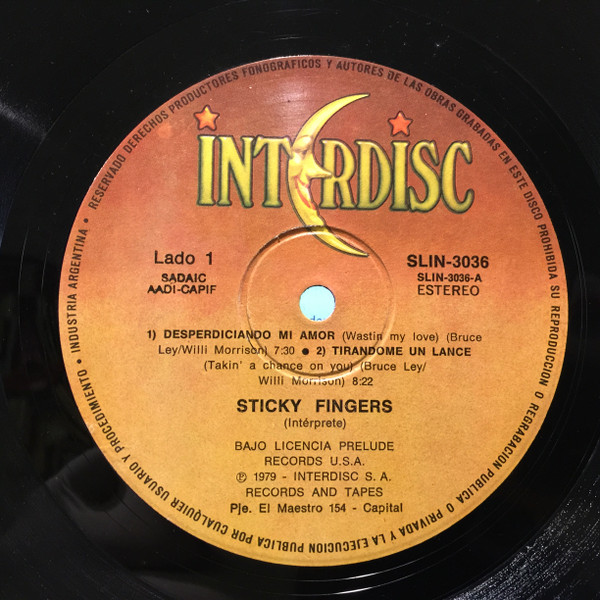 RESERVADO DERECHOS PRODUCTORES FONOGRAFICOS Y AUTORES DE LAS OBRAS GRABADAS EN ESTE DISCO PROHIBIDA SU REPRODUCCION O REGRABACION PUBLICA O PRIVADA Y LA EJECUCION PUBLICA POR CUALQUIER USUARIO Y PROCEDIMIENTO • INDUSTRIA ARGENTINA •
INTERDISC
Lado 1
SADAIC
AADI-CAPIF
SLIN-3036
SLIN-3036-A
ESTEREO
1) DESPERDICIANDO MI AMOR (Wastin my love) (Bruce
Ley/Willi Morrison) 7:30 ● 2) TIRANDOME UN LANCE
(Takin' a chance on you) (Bruce Ley/
Willi Morrison) 8:22
STICKY FINGERS
(Intérprete)
BAJO LICENCIA PRELUDE
RECORDS U.S.A.
℗ 1979 - INTERDISC S. A.
RECORDS AND TAPES
Pje. El Maestro 154 - Capital